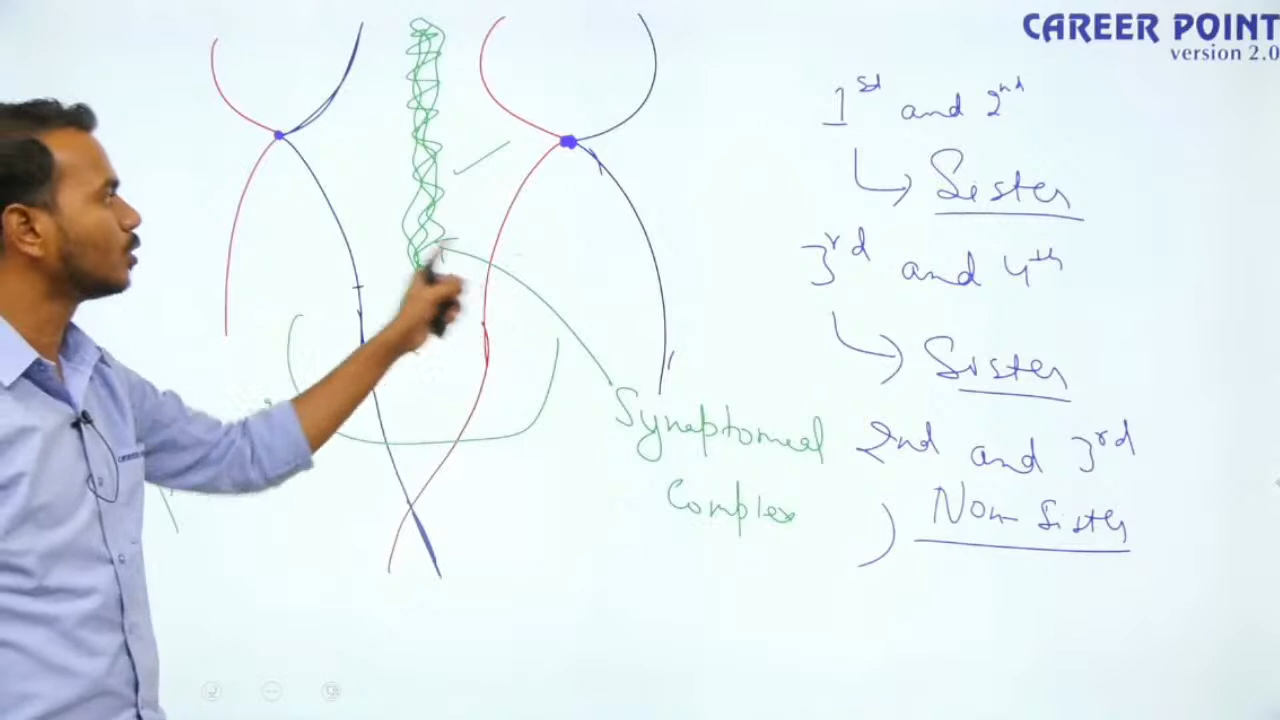 CAREER POINT
version 2.0
1st and 2nd
Sister
3rd and 4th
Sister
Synaptomeal
Complex
2nd and 3rd
Non Sister